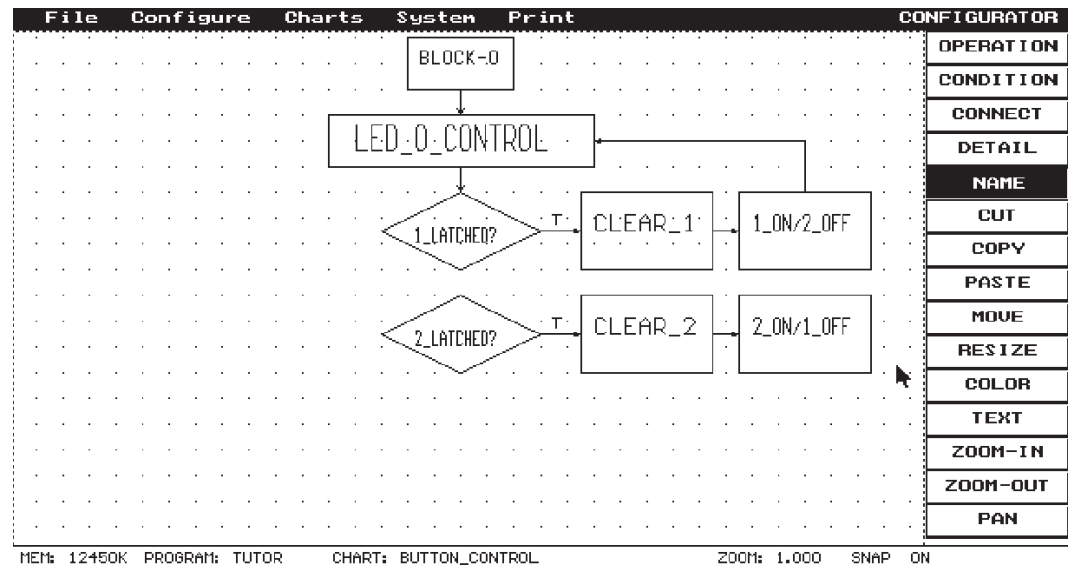 File Configure Charts System Print CONFIGURATOR
BLOCK-0
LED_0_CONTROL
1_LATCHED?
T
CLEAR_1
1_ON/2_OFF
2_LATCHED?
T
CLEAR_2
2_ON/1_OFF
OPERATION
CONDITION
CONNECT
DETAIL
NAME
CUT
COPY
PASTE
MOVE
RESIZE
COLOR
TEXT
ZOOM-IN
ZOOM-OUT
PAN
MEM: 12450K PROGRAM: TUTOR CHART: BUTTON_CONTROL ZOOM: 1.000 SNAP ON